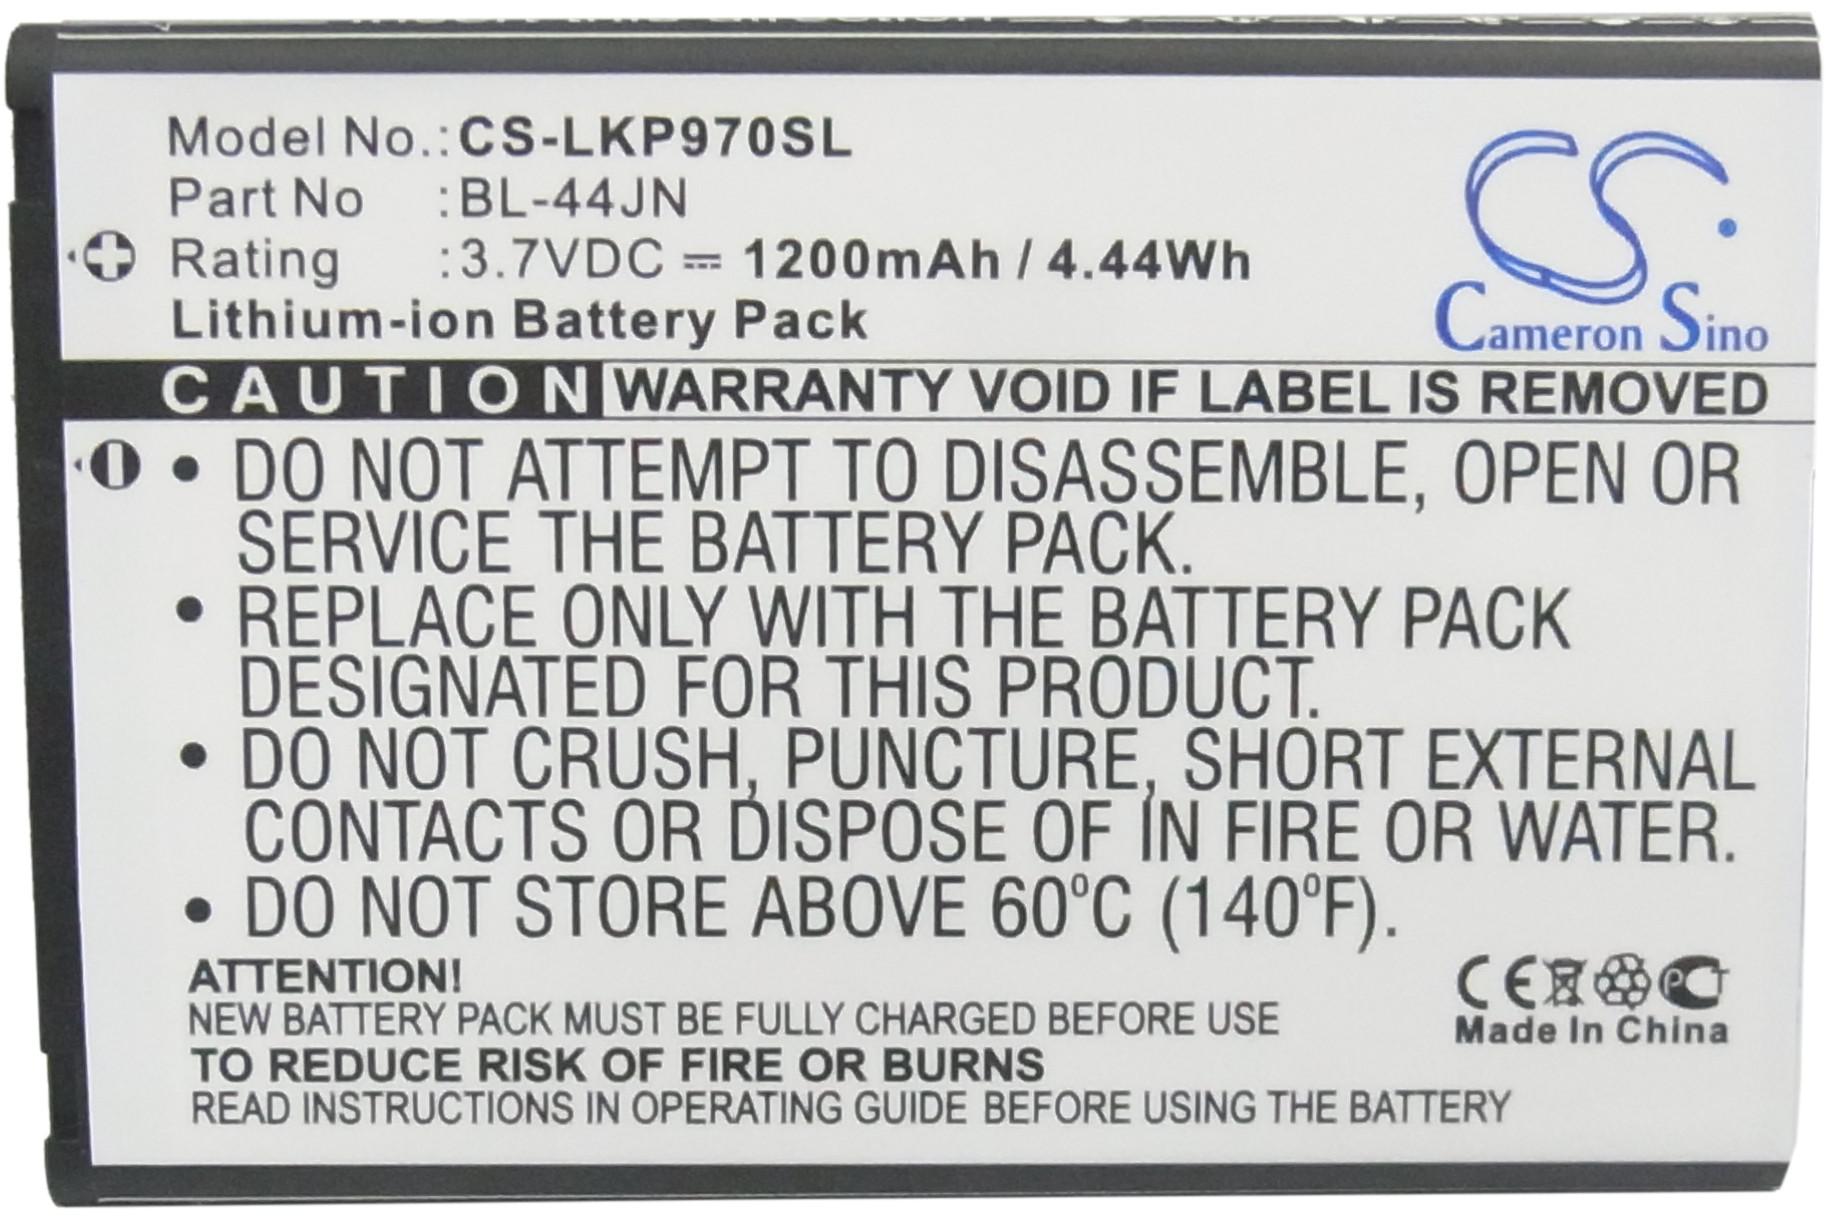 Model No.: CS-LKP970SL
Part No : BL-44JN
Rating : 3.7VDC ⎓ 1200mAh / 4.44Wh
Lithium-ion Battery Pack
CS
Cameron Sino
CAUTION WARRANTY VOID IF LABEL IS REMOVED
• DO NOT ATTEMPT TO DISASSEMBLE, OPEN OR
SERVICE THE BATTERY PACK.
• REPLACE ONLY WITH THE BATTERY PACK
DESIGNATED FOR THIS PRODUCT.
• DO NOT CRUSH, PUNCTURE, SHORT EXTERNAL
CONTACTS OR DISPOSE OF IN FIRE OR WATER.
• DO NOT STORE ABOVE 60°C (140°F).
ATTENTION!
NEW BATTERY PACK MUST BE FULLY CHARGED BEFORE USE
TO REDUCE RISK OF FIRE OR BURNS
READ INSTRUCTIONS IN OPERATING GUIDE BEFORE USING THE BATTERY
CE PCT
Made In China